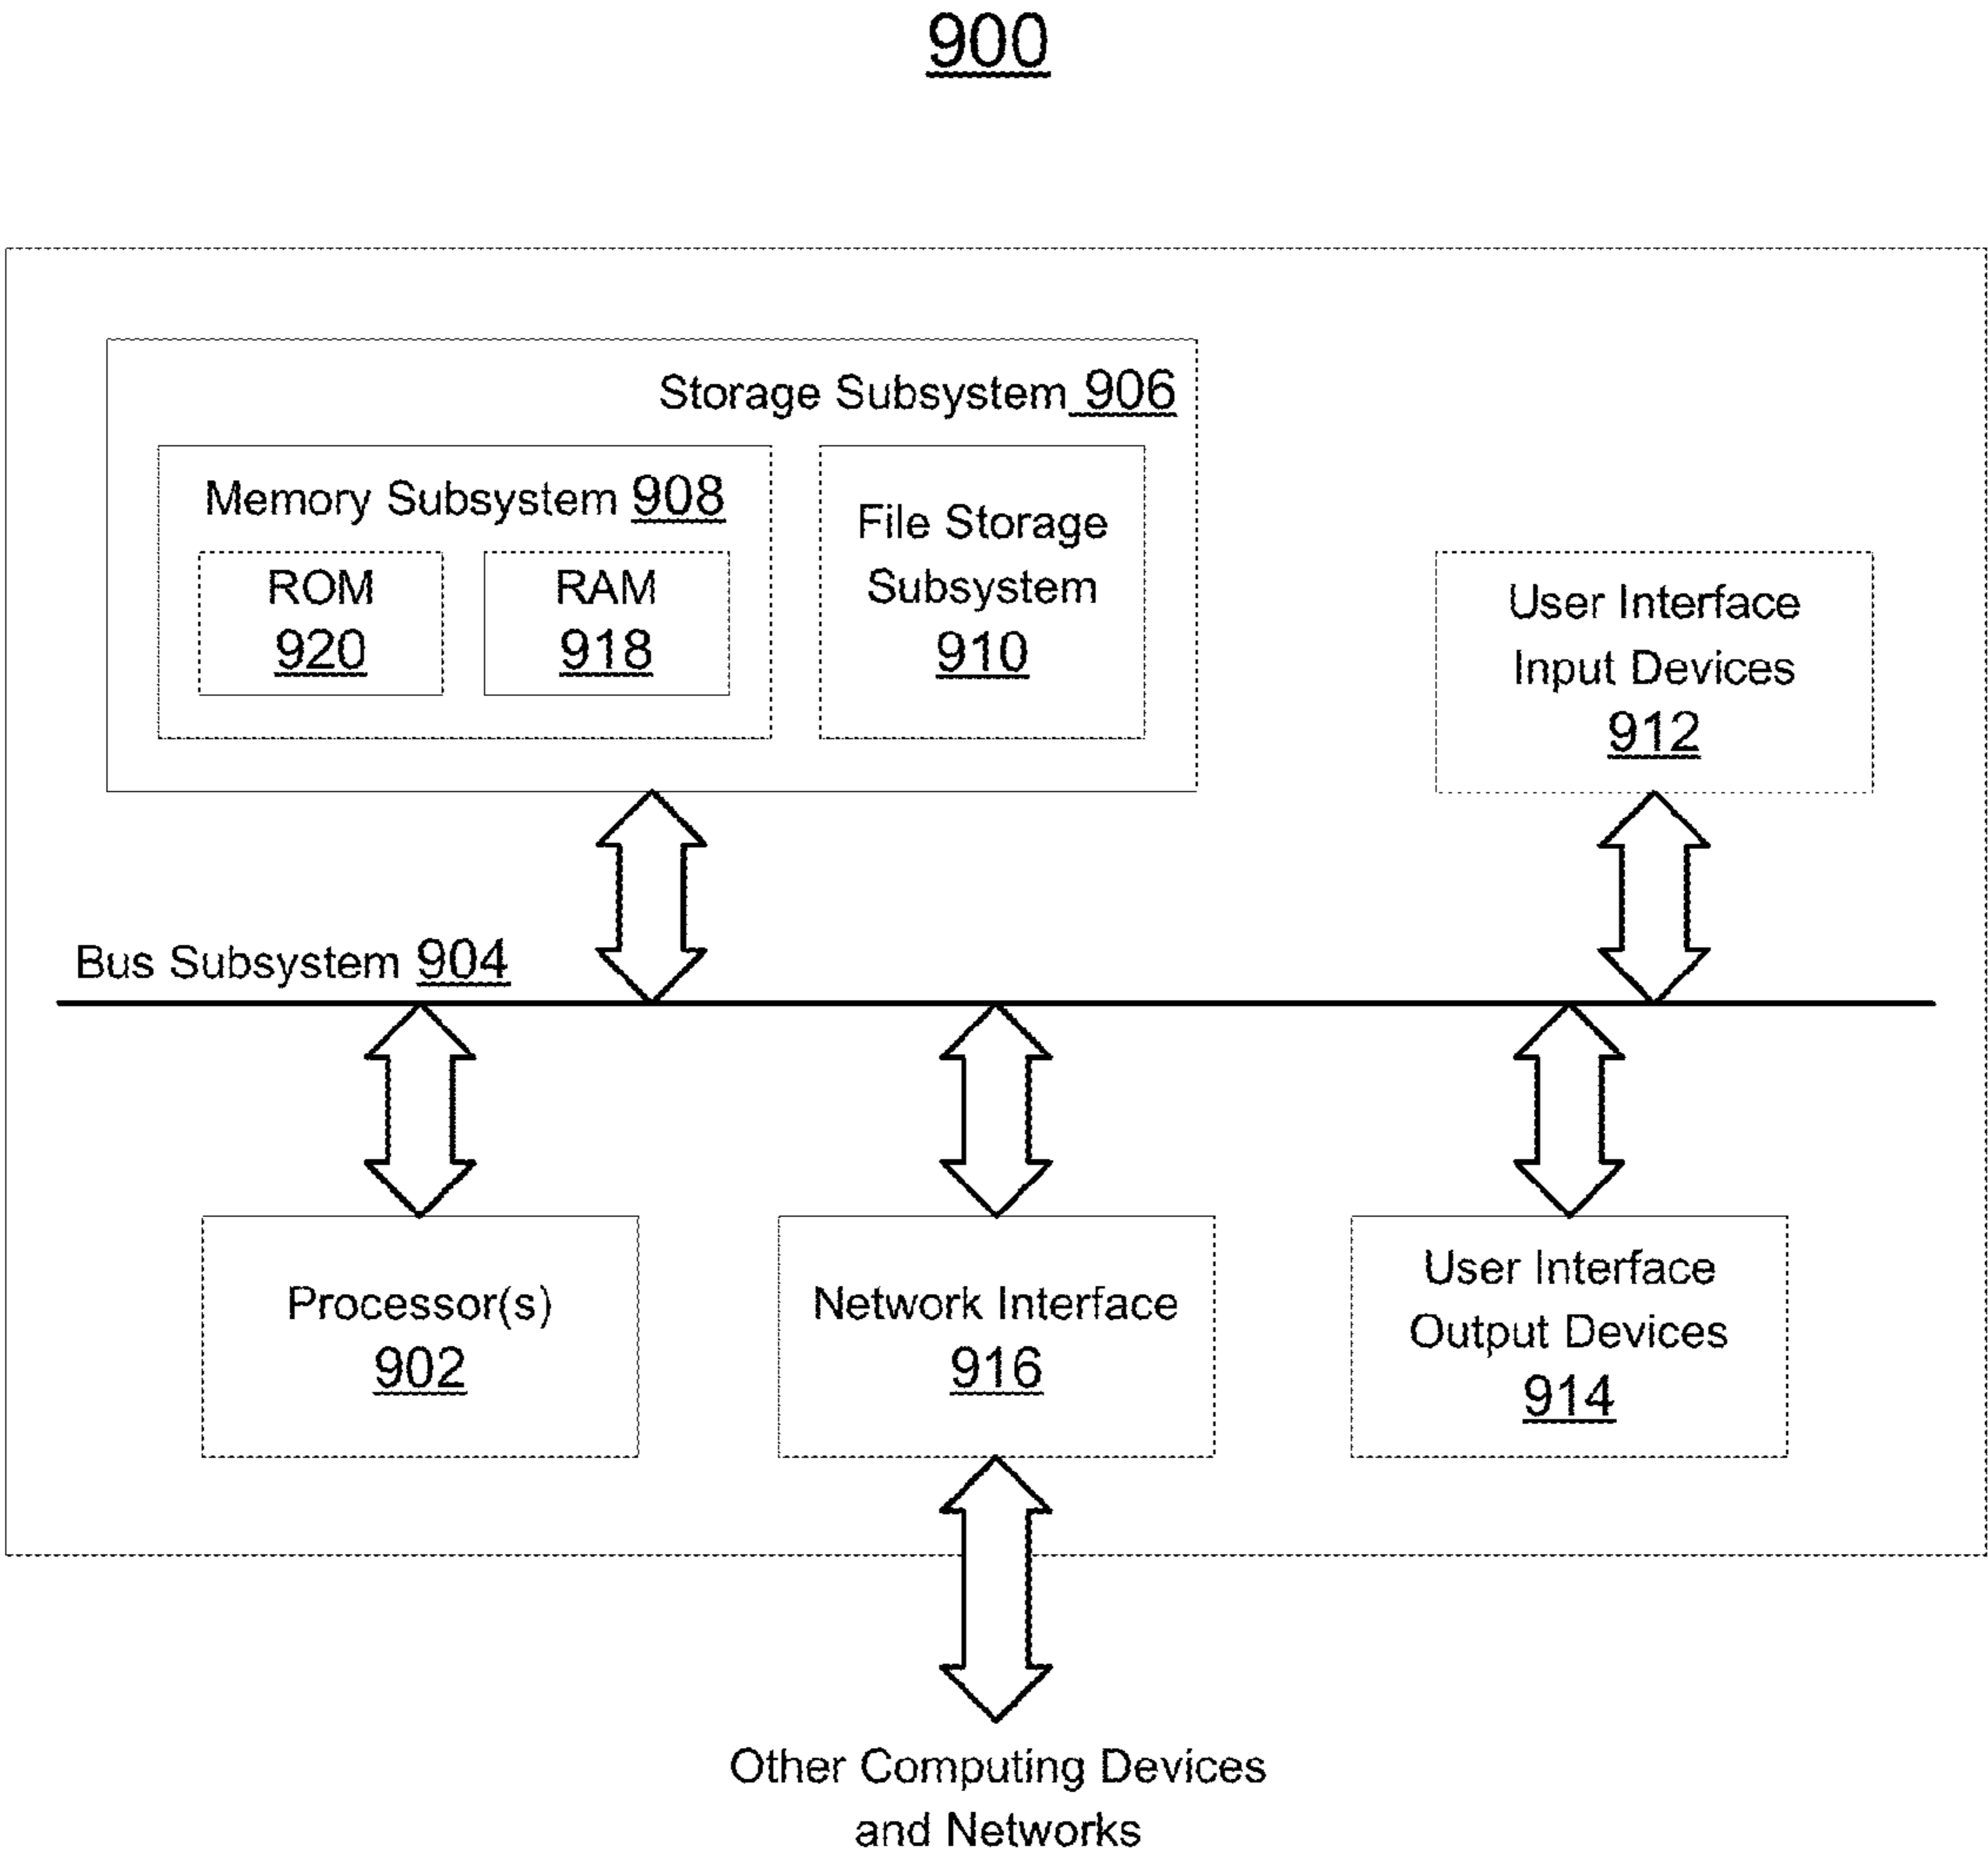 900
Storage Subsystem 906
Memory Subsystem 908
ROM
920
RAM
918
File Storage
Subsystem
910
User Interface
Input Devices
912
Bus Subsystem 904
Processor(s)
902
Network Interface
916
User Interface
Output Devices
914
Other Computing Devices
and Networks